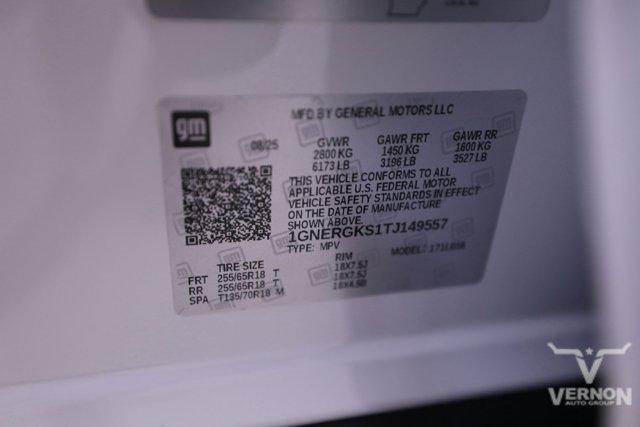 MFD BY GENERAL MOTORS LLC
gm
08/25
GVWR
2800 KG
6173 LB
GAWR FRT
1450 KG
3196 LB
GAWR RR
1600 KG
3527 LB
THIS VEHICLE CONFORMS TO ALL
APPLICABLE U.S. FEDERAL MOTOR
VEHICLE SAFETY STANDARDS IN EFFECT
ON THE DATE OF MANUFACTURE
SHOWN ABOVE.
1GNERGKS1TJ149557
TYPE: MPV
MODEL: 1'1LB56
TIRE SIZE
RIM
FRT 255/65R18 T 18X7.5J
RR 255/65R18 T 18X7.5J
SPA T135/70R18 M 18X4.5B
VERNON
AUTO GROUP